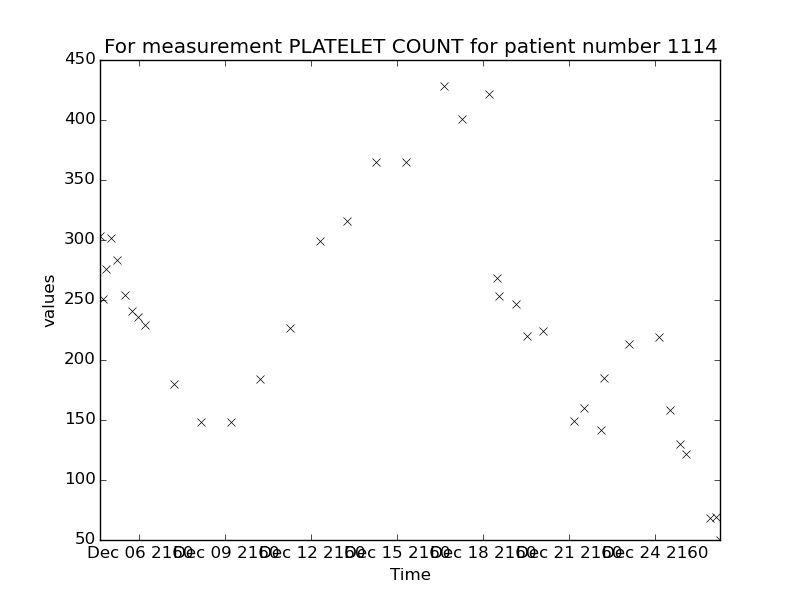 For measurement PLATELET COUNT for patient number 1114
450
400
350
300
250
200
150
100
50
values
Dec 06 2160 Dec 09 2160 Dec 12 2160 Dec 15 2160 Dec 18 2160 Dec 21 2160 Dec 24 2160
Time